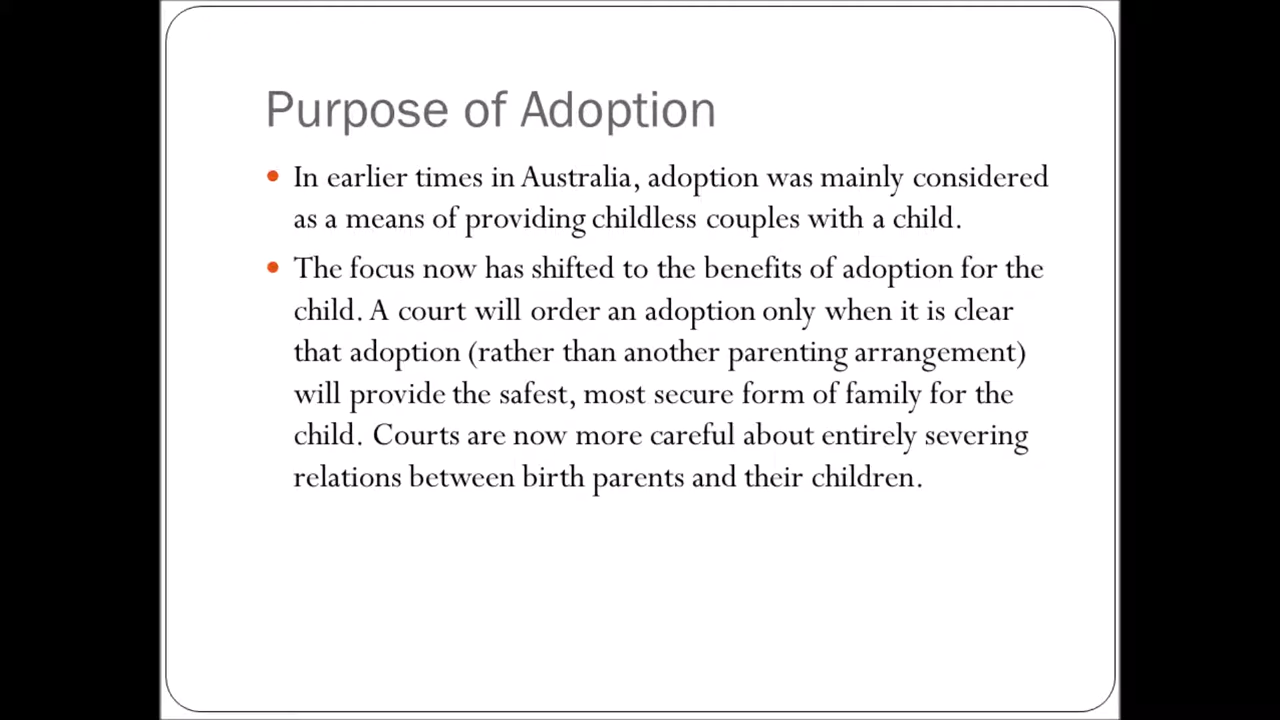 Purpose of Adoption
In earlier times in Australia, adoption was mainly considered
as a means of providing childless couples with a child.
The focus now has shifted to the benefits of adoption for the
child. A court will order an adoption only when it is clear
that adoption (rather than another parenting arrangement)
will provide the safest, most secure form of family for the
child. Courts are now more careful about entirely severing
relations between birth parents and their children.